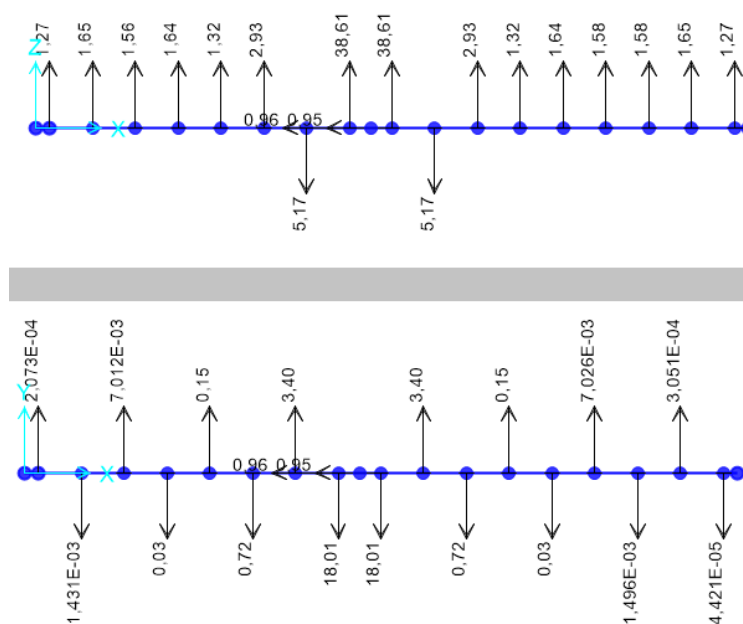 Z
1,27
1,65
1,56
1,64
1,32
2,93
38,61
38,61
2,93
1,32
1,64
1,58
1,58
1,65
1,27
X
0,96
0,95
5,17
5,17
Y
2,073E-04
7,012E-03
0,15
3,40
3,40
0,15
7,026E-03
3,051E-04
X
0,96
0,95
1,431E-03
0,03
0,72
18,01
18,01
0,72
0,03
1,496E-03
4,421E-05